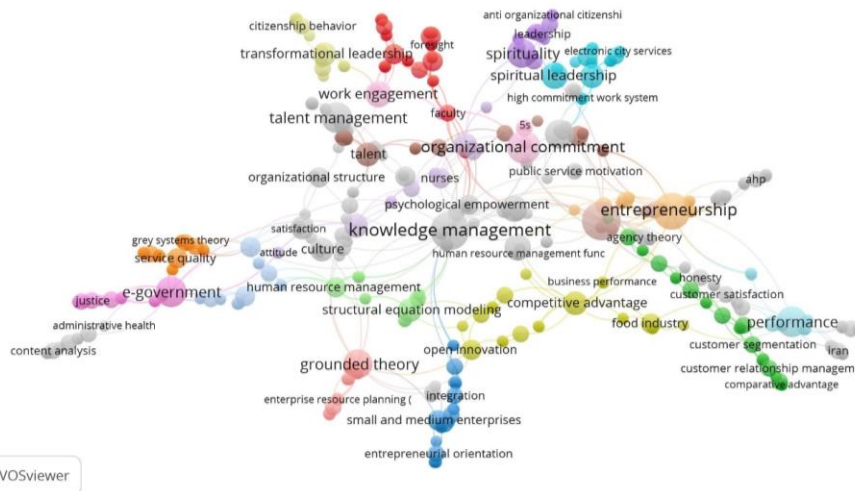 anti organizational citizenshi
citizenship behavior
leadership
foresight
transformational leadership
spirituality
electronic city services
spiritual leadership
work engagement
high commitment work system
talent management
faculty
5s
organizational commitment
talent
public service motivation
organizational structure
nurses
ahp
psychological empowerment
entrepreneurship
satisfaction
knowledge management
agency theory
grey systems theory
culture
attitude
human resource management func
service quality
honesty
business performance
e-government
human resource management
customer satisfaction
justice
competitive advantage
structural equation modeling
food industry
performance
administrative health
customer segmentation
content analysis
open innovation
iran
grounded theory
customer relationship managem
comparative advantage
enterprise resource planning (
integration
small and medium enterprises
entrepreneurial orientation
VOSviewer